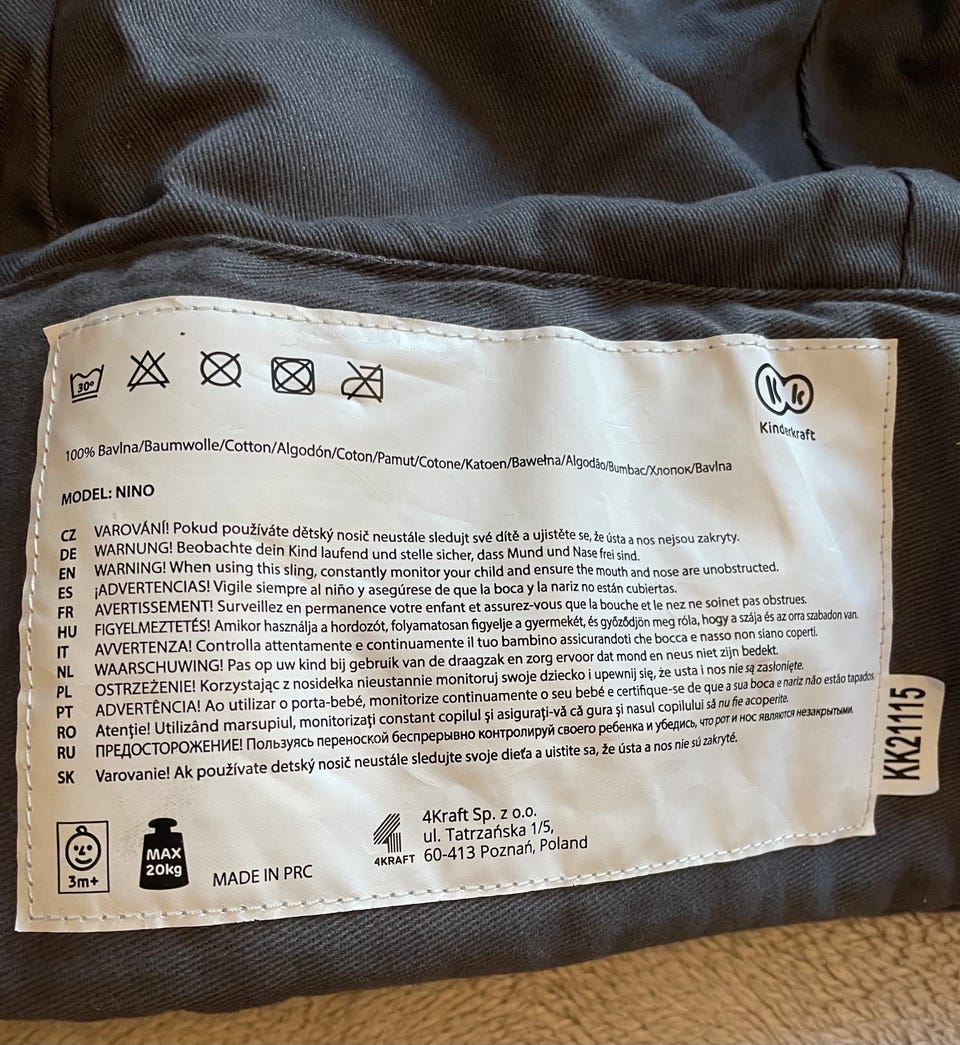 30°
Kk
Kinderkraft
100% Bavlna/Baumwolle/Cotton/Algodón/Coton/Pamut/Cotone/Katoen/Bawełna/Algodão/Bumbac/Хлопок/Bavlna
MODEL: NINO
CZ VAROVÁNÍ! Pokud používáte dětský nosič neustále sledujt své dítě a ujistěte se, že ústa a nos nejsou zakryty.
DE WARNUNG! Beobachte dein Kind laufend und stelle sicher, dass Mund und Nase frei sind.
EN WARNING! When using this sling, constantly monitor your child and ensure the mouth and nose are unobstructed.
ES ¡ADVERTENCIAS! Vigile siempre al niño y asegúrese de que la boca y la nariz no están cubiertas.
FR AVERTISSEMENT! Surveillez en permanence votre enfant et assurez-vous que la bouche et le nez ne soinet pas obstrues.
HU FIGYELMEZTETÉS! Amikor használja a hordozót, folyamatosan figyelje a gyermekét, és győződjön meg róla, hogy a szája és az orra szabadon van.
IT AVVERTENZA! Controlla attentamente e continuamente il tuo bambino assicurandoti che bocca e nasso non siano coperti.
NL WAARSCHUWING! Pas op uw kind bij gebruik van de draagzak en zorg ervoor dat mond en neus niet zijn bedekt.
PL OSTRZEŻENIE! Korzystając z nosidełka nieustannie monitoruj swoje dziecko i upewnij się, że usta i nos nie są zasłonięte.
PT ADVERTÊNCIA! Ao utilizar o porta-bebé, monitorize continuamente o seu bebé e certifique-se de que a sua boca e nariz não estão tapados.
RO Atenție! Utilizând marsupiul, monitorizați constant copilul și asigurați-vă că gura și nasul copilului să nu fie acoperite.
RU ПРЕДОСТОРОЖЕНИЕ! Пользуясь переноской беспрерывно контролируй своего ребенка и убедись, что рот и нос являются незакрытыми.
SK Varovanie! Ak používate detský nosič neustále sledujte svoje dieťa a uistite sa, že ústa a nos nie sú zakryté.
KK21115
3m+
MAX
20kg
MADE IN PRC
4KRAFT
4Kraft Sp. z o.o.
ul. Tatrzańska 1/5,
60-413 Poznań, Poland